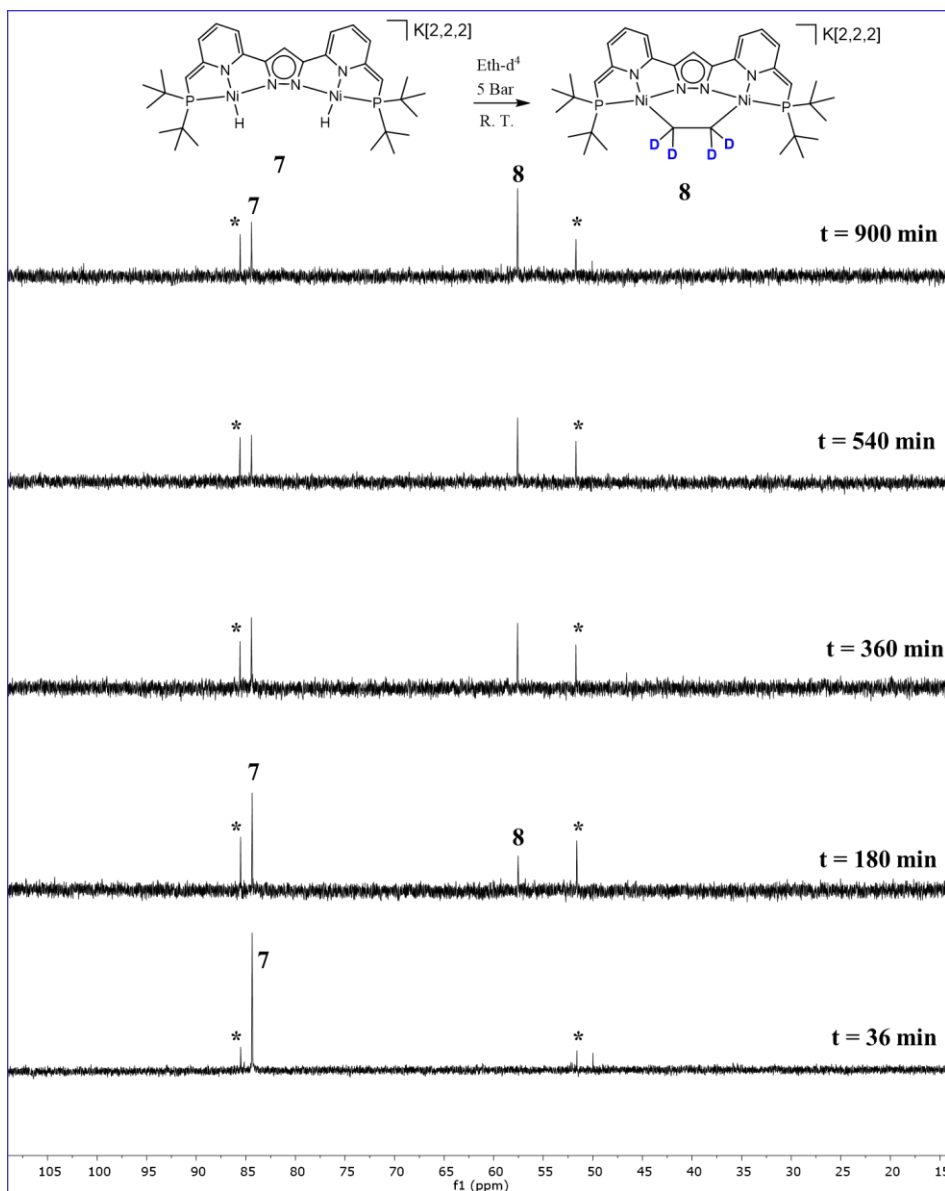 K[2,2,2]
K[2,2,2]
N N N N P P Ni Ni H H
Eth-d⁴
5 Bar
R. T.
N N N N P P Ni Ni D D D D
7
8
* 7 8 * t = 900 min
* * t = 540 min
* * t = 360 min
7
* 8 * t = 180 min
7
* * t = 36 min
105 100 95 90 85 80 75 70 65 60 55 50 45 40 35 30 25 20 15
f1 (ppm)